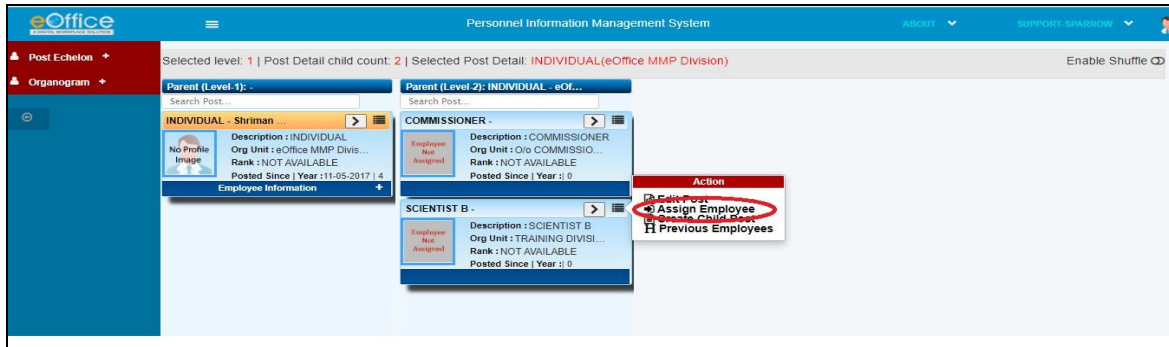 eOffice
A DIGITAL WORKPLACE SOLUTION
Personnel Information Management System
ABOUT
SUPPORT-SPARROW
Post Echelon +
Organogram +
Selected level: 1 | Post Detail child count: 2 | Selected Post Detail: INDIVIDUAL(eOffice MMP Division)
Enable Shuffle
Parent (Level-1): -
Search Post...
INDIVIDUAL - Shriman ...
No Profile
Image
Description : INDIVIDUAL
Org Unit : eOffice MMP Divis...
Rank : NOT AVAILABLE
Posted Since | Year :11-05-2017 | 4
Employee Information +
Parent (Level-2): INDIVIDUAL - eOf...
Search Post...
COMMISSIONER -
Employee
Not
Assigned
Description : COMMISSIONER
Org Unit : O/o COMMISSIO...
Rank : NOT AVAILABLE
Posted Since | Year :| 0
SCIENTIST B -
Employee
Not
Assigned
Description : SCIENTIST B
Org Unit : TRAINING DIVISI...
Rank : NOT AVAILABLE
Posted Since | Year :| 0
Action
Edit Post
Assign Employee
Create Child Post
Previous Employees